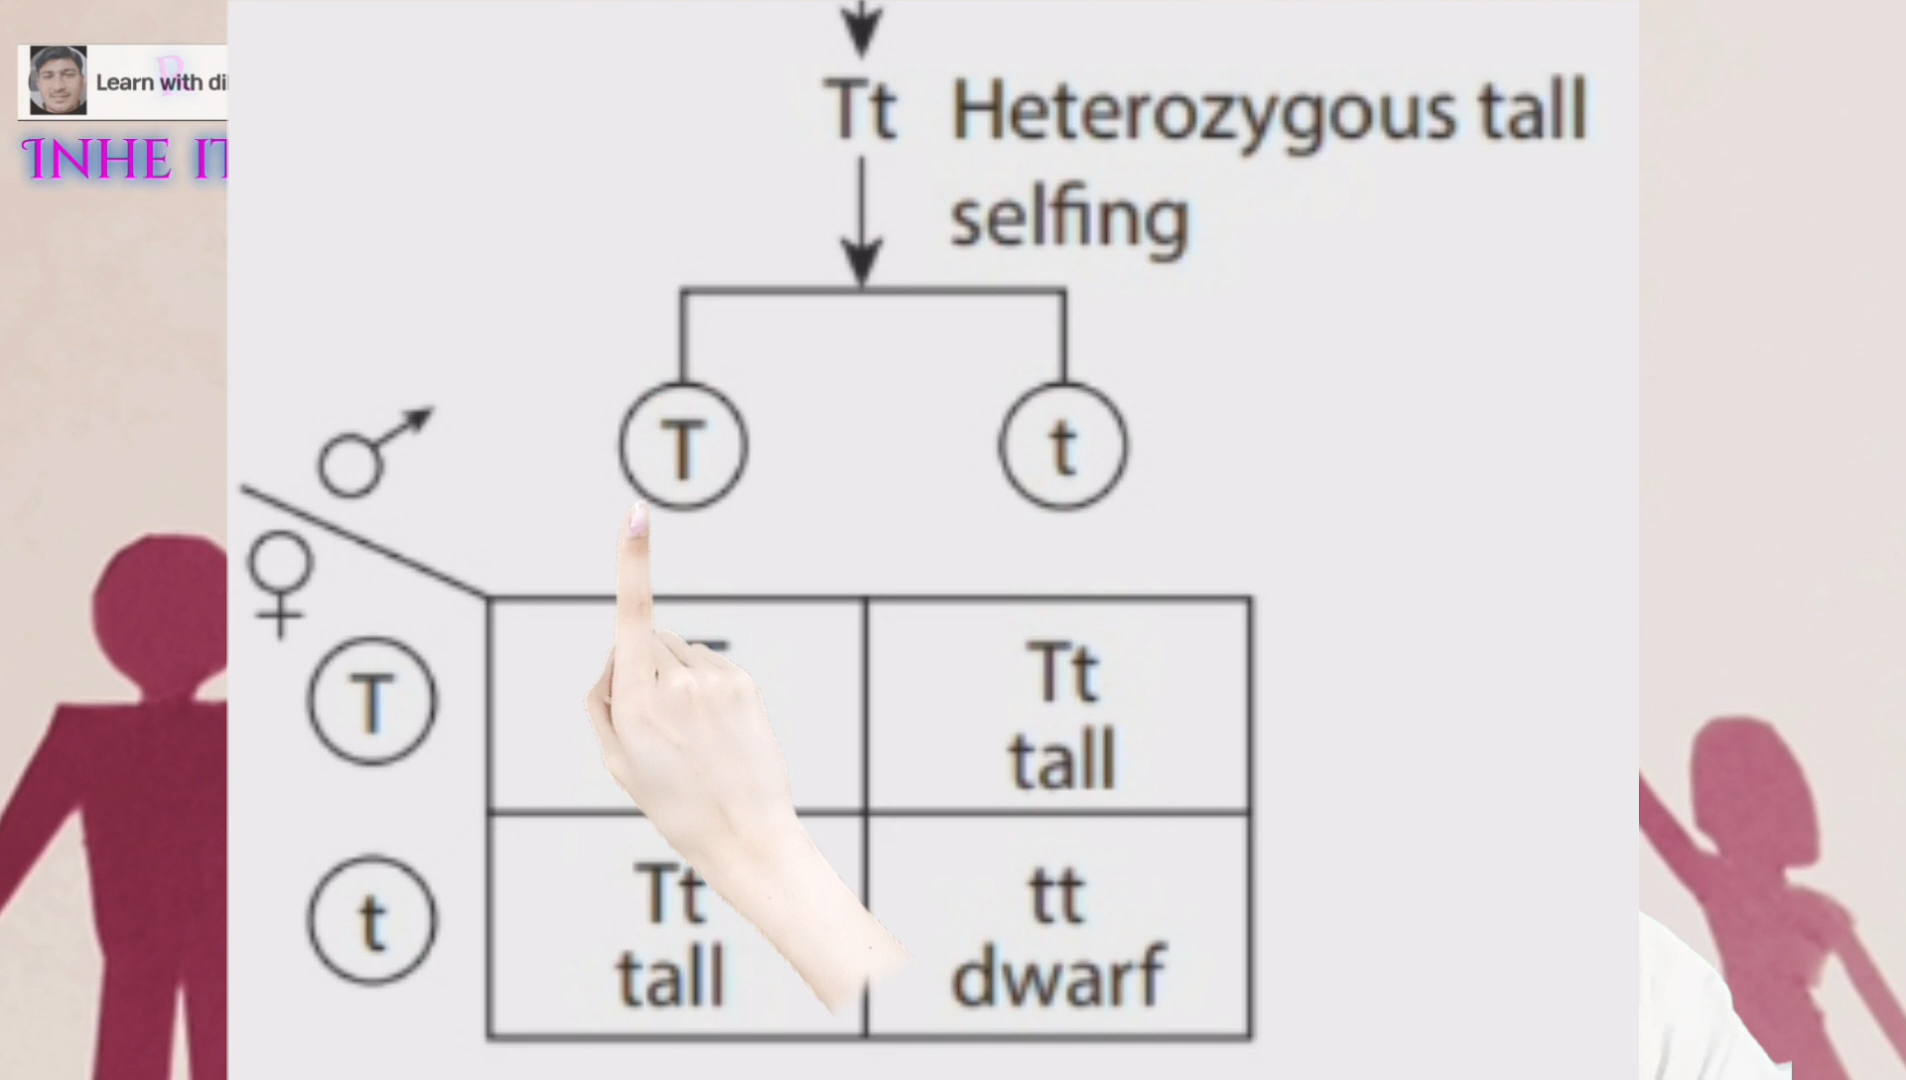 Learn with di
INHE IT
Tt Heterozygous tall
selfing
T t
T
Tt
tall
t
Tt
tall
tt
dwarf